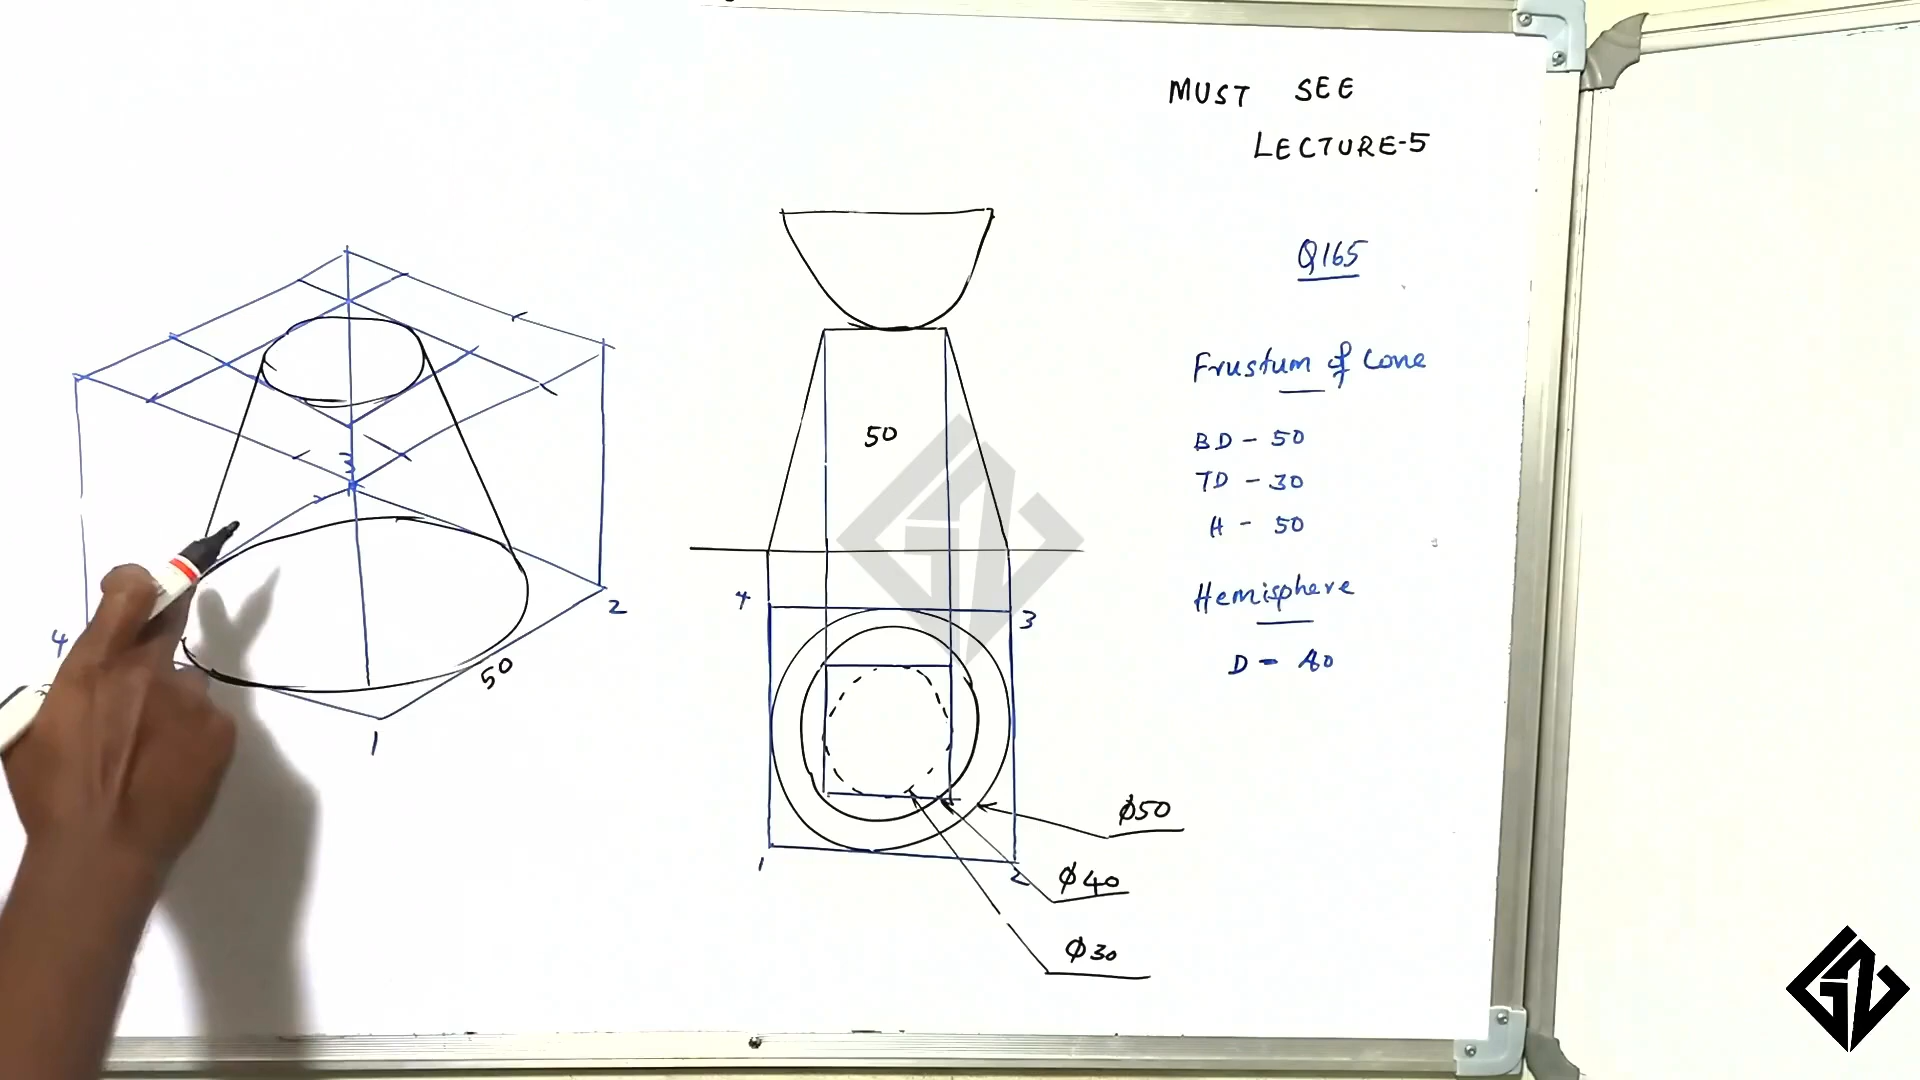 MUST SEE
LECTURE-5
Q165
Frustum of Cone
BD - 50
TD - 30
H - 50
Hemisphere
D - 40
3
4
2
50
1
50
4
3
1
2
φ50
φ40
φ30